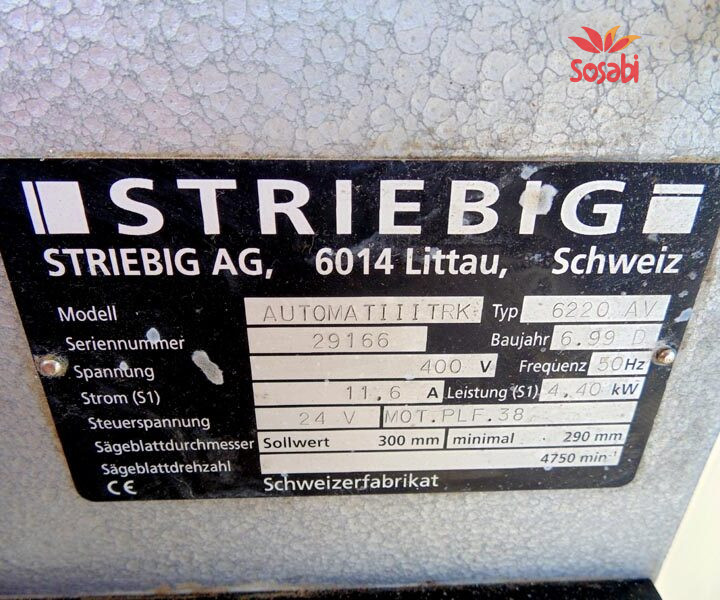 Sosabi
STRIEBIG
STRIEBIG AG, 6014 Littau, Schweiz
Modell AUTOMATIIITRK Typ 6220 AV
Seriennummer 29166 Baujahr 6.99 D
Spannung 400 V Frequenz 50Hz
Strom (S1) 11,6 A Leistung (S1) 4,40 kW
Steuerspannung 24 V MOT.PLF.38
Sägeblattdurchmesser Sollwert 300 mm minimal 290 mm
Sägeblattdrehzahl 4750 min⁻¹
CE Schweizerfabrikat